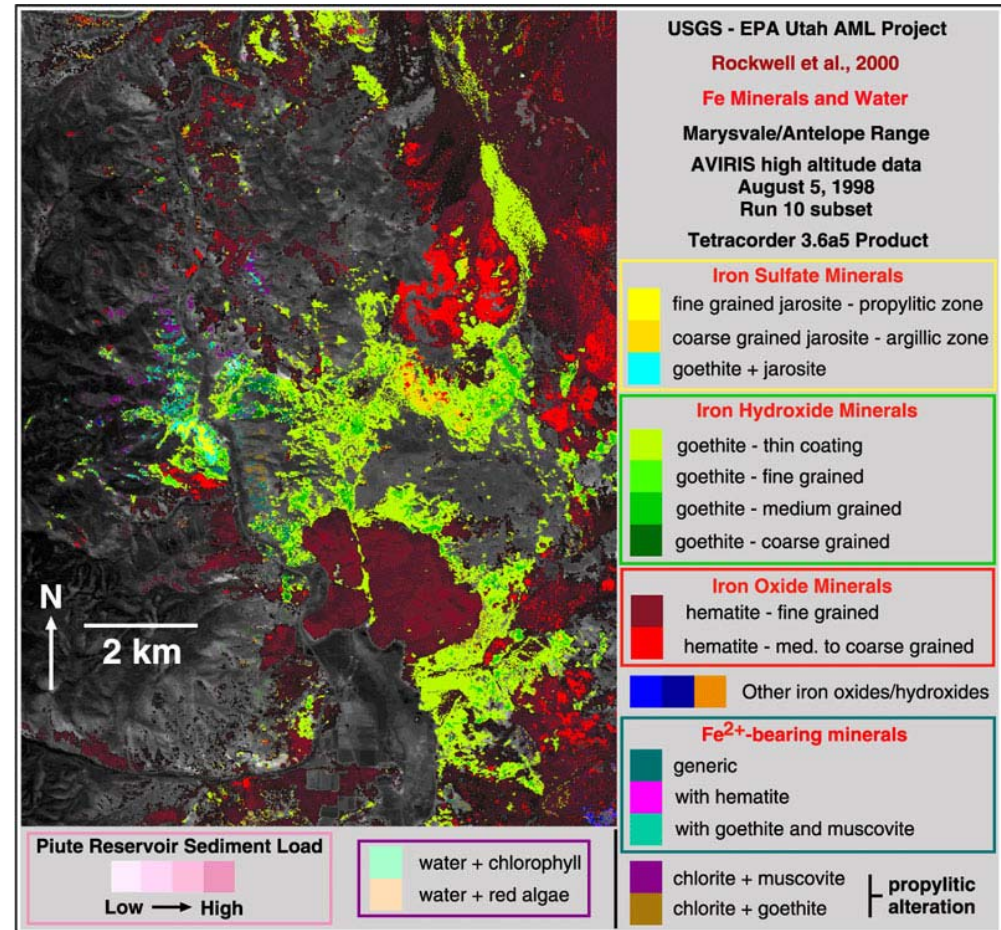 USGS - EPA Utah AML Project
Rockwell et al., 2000
Fe Minerals and Water
Marysvale/Antelope Range
AVIRIS high altitude data
August 5, 1998
Run 10 subset
Tetracorder 3.6a5 Product
Iron Sulfate Minerals
fine grained jarosite - propylitic zone
coarse grained jarosite - argillic zone
goethite + jarosite
Iron Hydroxide Minerals
goethite - thin coating
goethite - fine grained
goethite - medium grained
goethite - coarse grained
Iron Oxide Minerals
hematite - fine grained
hematite - med. to coarse grained
Other iron oxides/hydroxides
Fe2+-bearing minerals
generic
with hematite
with goethite and muscovite
chlorite + muscovite
chlorite + goethite
propylitic
alteration
N
2 km
Piute Reservoir Sediment Load
Low → High
water + chlorophyll
water + red algae